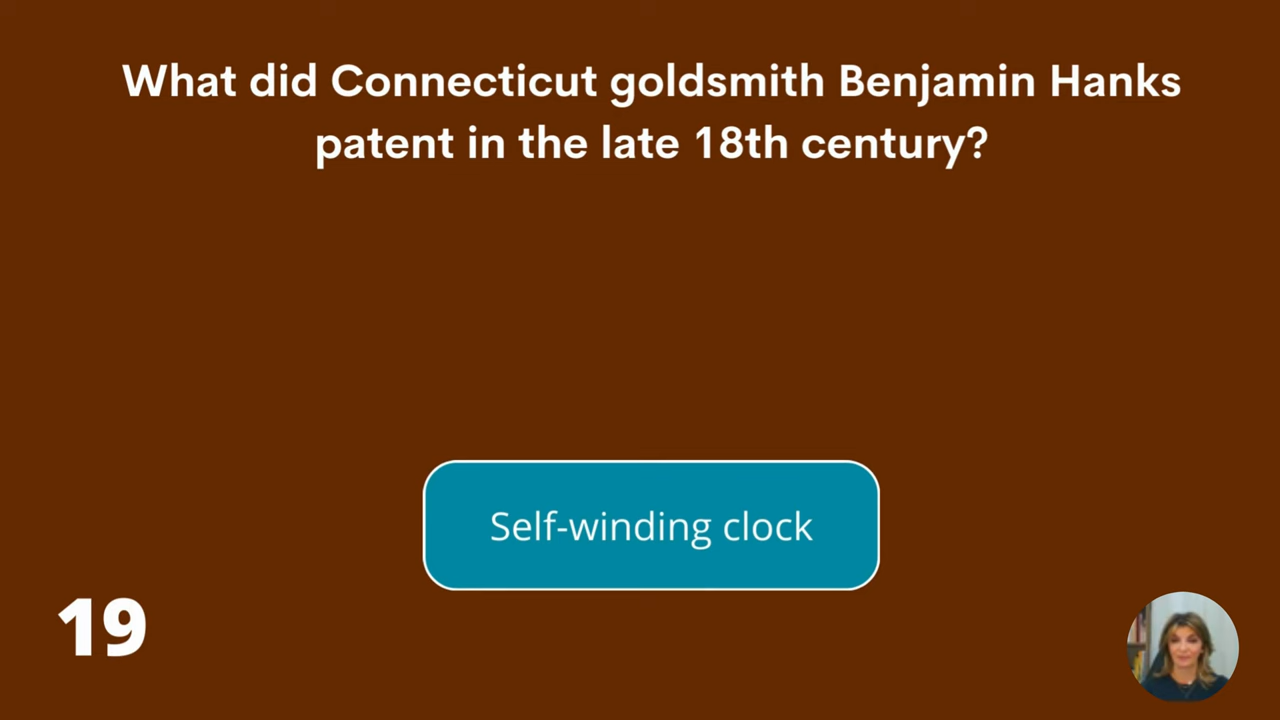 What did Connecticut goldsmith Benjamin Hanks
patent in the late 18th century?
Self-winding clock
19